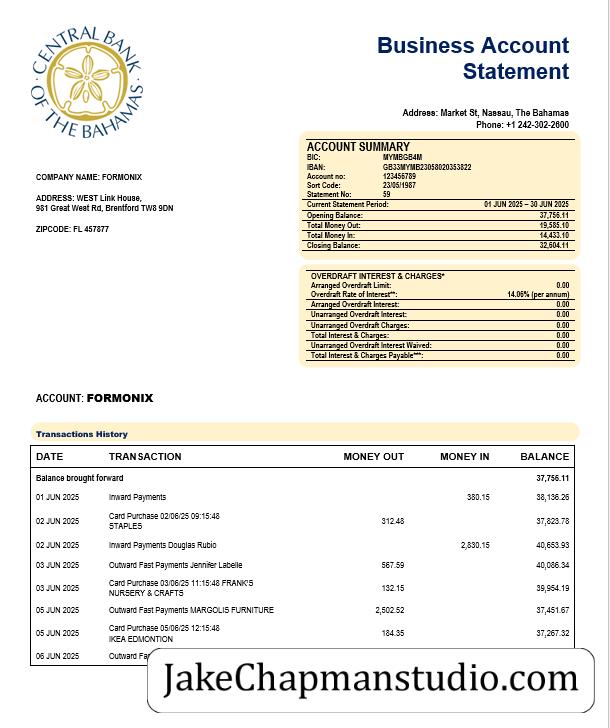 CENTRAL BANK
OF THE BAHAMAS
Business Account
Statement
Address: Market St, Nassau, The Bahamas
Phone: +1 242-302-2600
ACCOUNT SUMMARY
BIC: MYMBGB4M
IBAN: GB33MYMB23058020353822
Account no: 123456789
Sort Code: 23/05/1987
Statement No: 59
Current Statement Period: 01 JUN 2025 – 30 JUN 2025
Opening Balance: 37,756.11
Total Money Out: 19,585.10
Total Money In: 14,433.10
Closing Balance: 32,604.11
COMPANY NAME: FORMONIX
ADDRESS: WEST Link House,
981 Great West Rd, Brentford TW8 9DN
ZIPCODE: FL 457877
OVERDRAFT INTEREST & CHARGES*
Arranged Overdraft Limit: 0.00
Overdraft Rate of Interest**: 14.06% (per annum)
Arranged Overdraft Interest: 0.00
Unarranged Overdraft Interest: 0.00
Unarranged Overdraft Charges: 0.00
Total Interest & Charges: 0.00
Unarranged Overdraft Interest Waived: 0.00
Total Interest & Charges Payable***: 0.00
ACCOUNT: FORMONIX
Transactions History
DATE TRANSACTION MONEY OUT MONEY IN BALANCE
Balance brought forward 37,756.11
01 JUN 2025 Inward Payments 380.15 38,136.26
02 JUN 2025 Card Purchase 02/06/25 09:15:48 312.48 37,823.78
STAPLES
02 JUN 2025 Inward Payments Douglas Rubio 2,830.15 40,653.93
03 JUN 2025 Outward Fast Payments Jennifer Labelle 567.59 40,086.34
03 JUN 2025 Card Purchase 03/06/25 11:15:48 FRANK'S 132.15 39,954.19
NURSERY & CRAFTS
05 JUN 2025 Outward Fast Payments MARGOLIS FURNITURE 2,502.52 37,451.67
05 JUN 2025 Card Purchase 05/06/25 12:15:48 184.35 37,267.32
IKEA EDMONTION
06 JUN 2025 Outward
JakeChapmanstudio.com